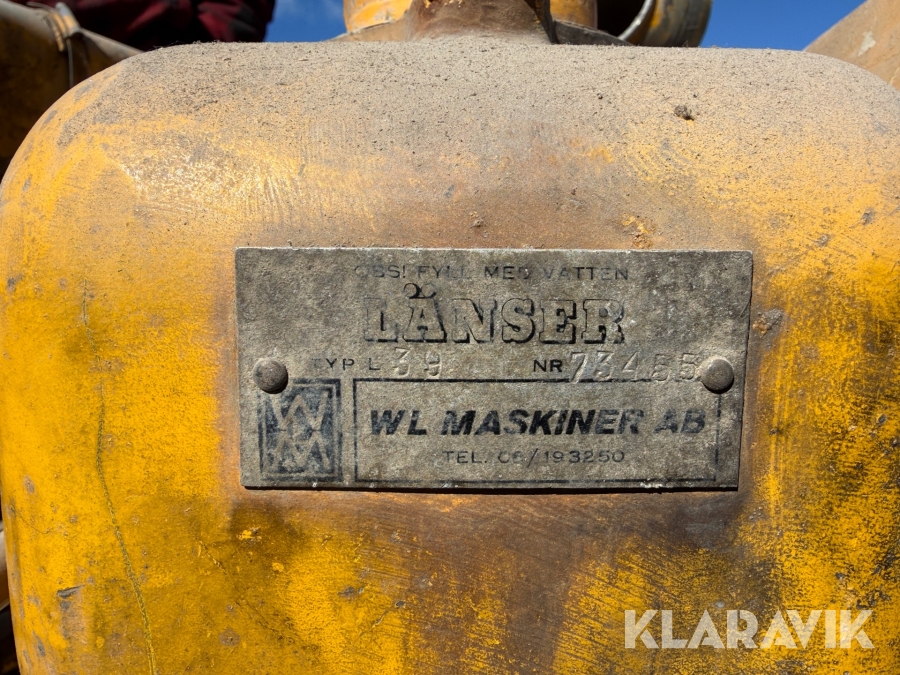 OBS! FYLL MED VATTEN
LÄNSER
TYP L 39 NR 73455
WL MASKINER AB
TEL. 08/193250
KLARAVIK